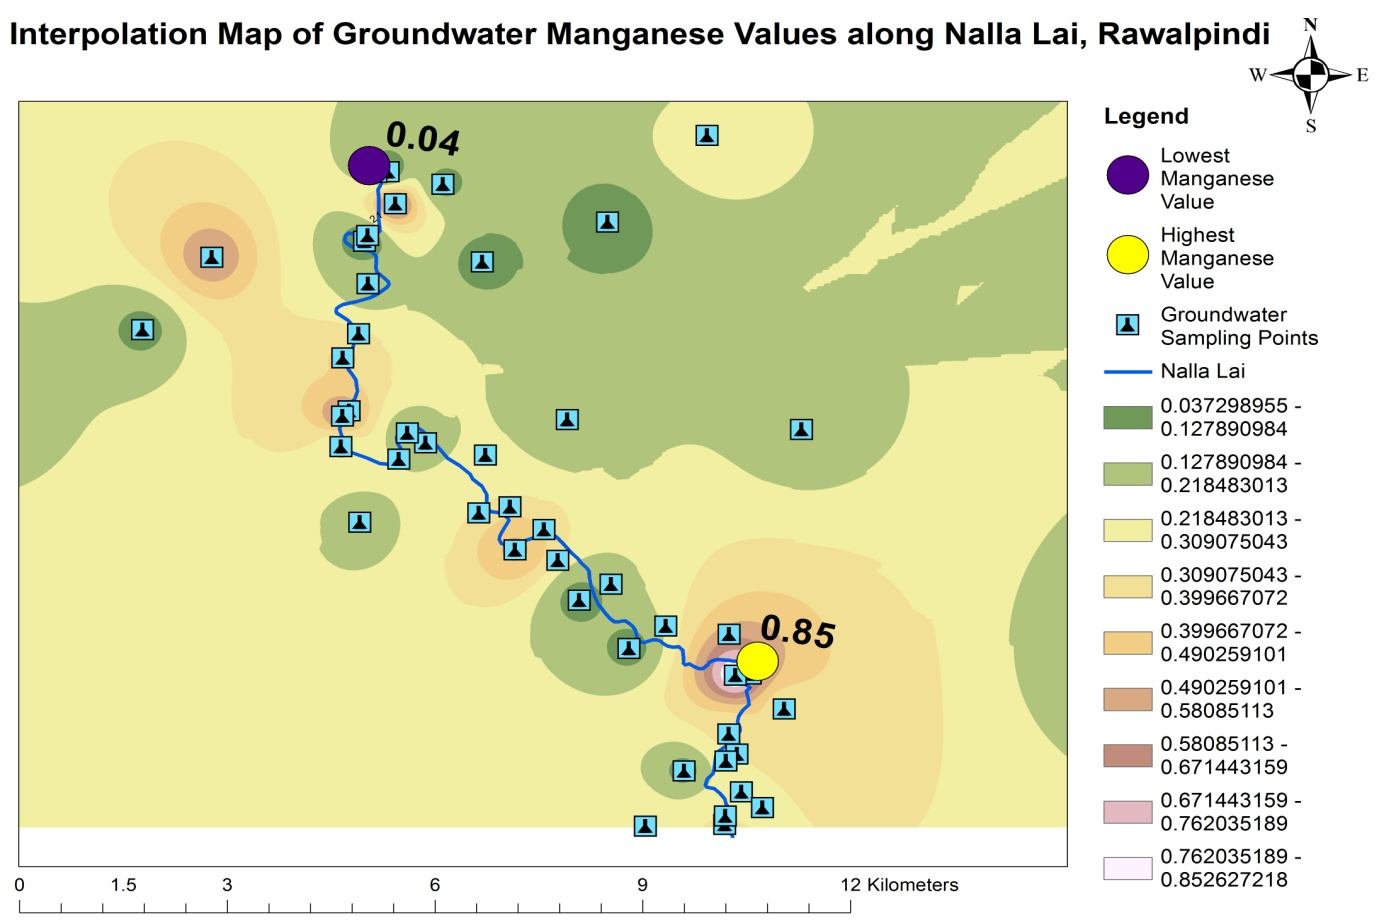 Interpolation Map of Groundwater Manganese Values along Nalla Lai, Rawalpindi
N
W E
S
0.04
0.85
Legend
Lowest
Manganese
Value
Highest
Manganese
Value
Groundwater
Sampling Points
Nalla Lai
0.037298955 -
0.127890984
0.127890984 -
0.218483013
0.218483013 -
0.309075043
0.309075043 -
0.399667072
0.399667072 -
0.490259101
0.490259101 -
0.58085113
0.58085113 -
0.671443159
0.671443159 -
0.762035189
0.762035189 -
0.852627218
0 1.5 3 6 9 12 Kilometers